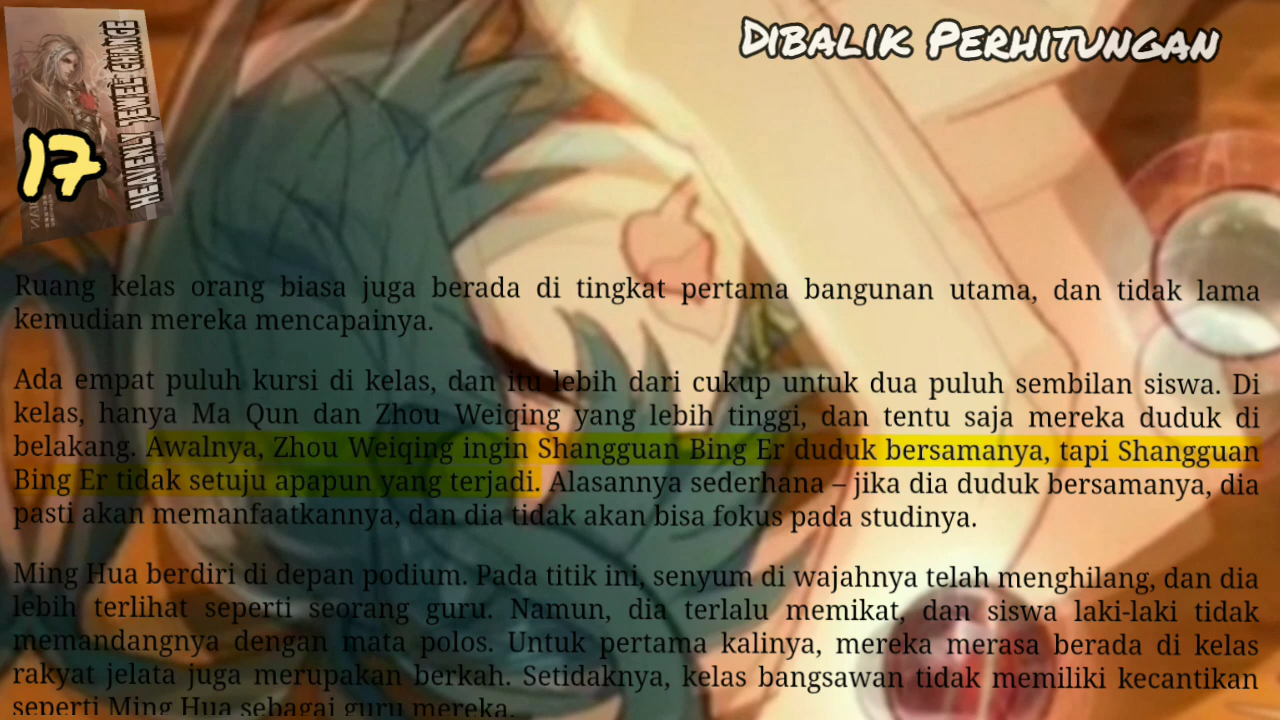 DIBALIK PERHITUNGAN
HEAVENLY JEWEL CHANGE
17
Ruang kelas orang biasa juga berada di tingkat pertama bangunan utama, dan tidak lama
kemudian mereka mencapainya.
Ada empat puluh kursi di kelas, dan itu lebih dari cukup untuk dua puluh sembilan siswa. Di
kelas, hanya Ma Qun dan Zhou Weiqing yang lebih tinggi, dan tentu saja mereka duduk di
belakang. Awalnya, Zhou Weiqing ingin Shangguan Bing Er duduk bersamanya, tapi Shangguan
Bing Er tidak setuju apapun yang terjadi. Alasannya sederhana – jika dia duduk bersamanya, dia
pasti akan memanfaatkannya, dan dia tidak akan bisa fokus pada studinya.
Ming Hua berdiri di depan podium. Pada titik ini, senyum di wajahnya telah menghilang, dan dia
lebih terlihat seperti seorang guru. Namun, dia terlalu memikat, dan siswa laki-laki tidak
memandangnya dengan mata polos. Untuk pertama kalinya, mereka merasa berada di kelas
rakyat jelata juga merupakan berkah. Setidaknya, kelas bangsawan tidak memiliki kecantikan
seperti Ming Hua sebagai guru mereka.